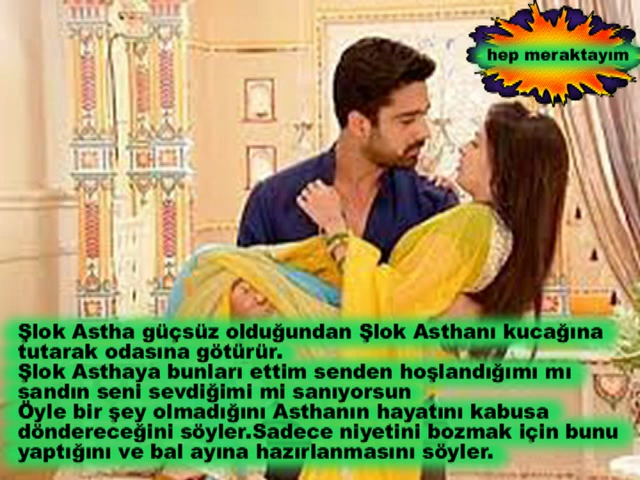 hep meraktayım
Şlok Astha güçsüz olduğundan Şlok Asthanı kucağına
tutarak odasına götürür.
Şlok Asthaya bunları ettim senden hoşlandığımı mı
sandın seni sevdiğimi mi sanıyorsun
Öyle bir şey olmadığını Asthanın hayatını kabusa
döndereceğini söyler.Sadece niyetini bozmak için bunu
yaptığını ve bal ayına hazırlanmasını söyler.